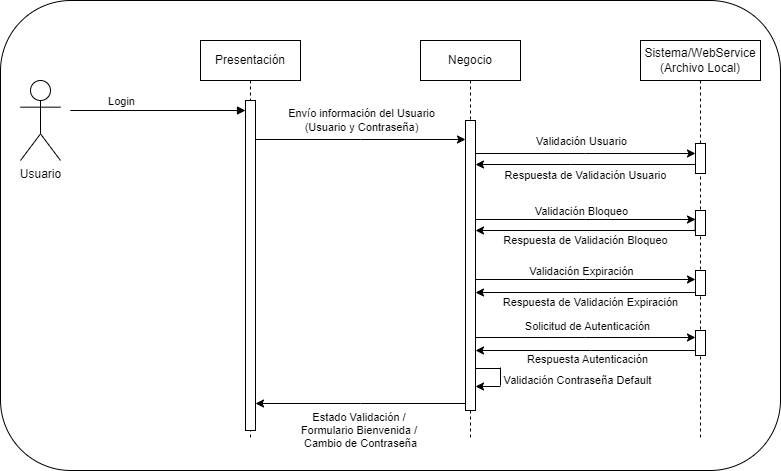 Presentación
Negocio
Sistema/WebService
(Archivo Local)
Login
Envío información del Usuario
(Usuario y Contraseña)
Validación Usuario
Usuario
Respuesta de Validación Usuario
Validación Bloqueo
Respuesta de Validación Bloqueo
Validación Expiración
Respuesta de Validación Expiración
Solicitud de Autenticación
Respuesta Autenticación
Validación Contraseña Default
Estado Validación /
Formulario Bienvenida /
Cambio de Contraseña